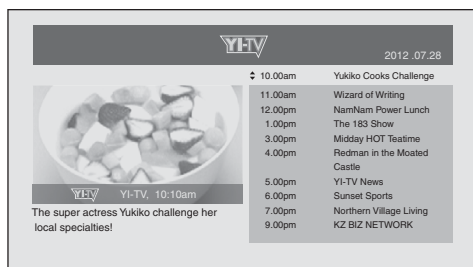 YI-TV
2012 .07.28
10.00am Yukiko Cooks Challenge
11.00am Wizard of Writing
12.00pm NamNam Power Lunch
1.00pm The 183 Show
3.00pm Midday HOT Teatime
4.00pm Redman in the Moated
Castle
5.00pm YI-TV News
6.00pm Sunset Sports
7.00pm Northern Village Living
9.00pm KZ BIZ NETWORK
YI-TV YI-TV, 10:10am
The super actress Yukiko challenge her
local specialties!